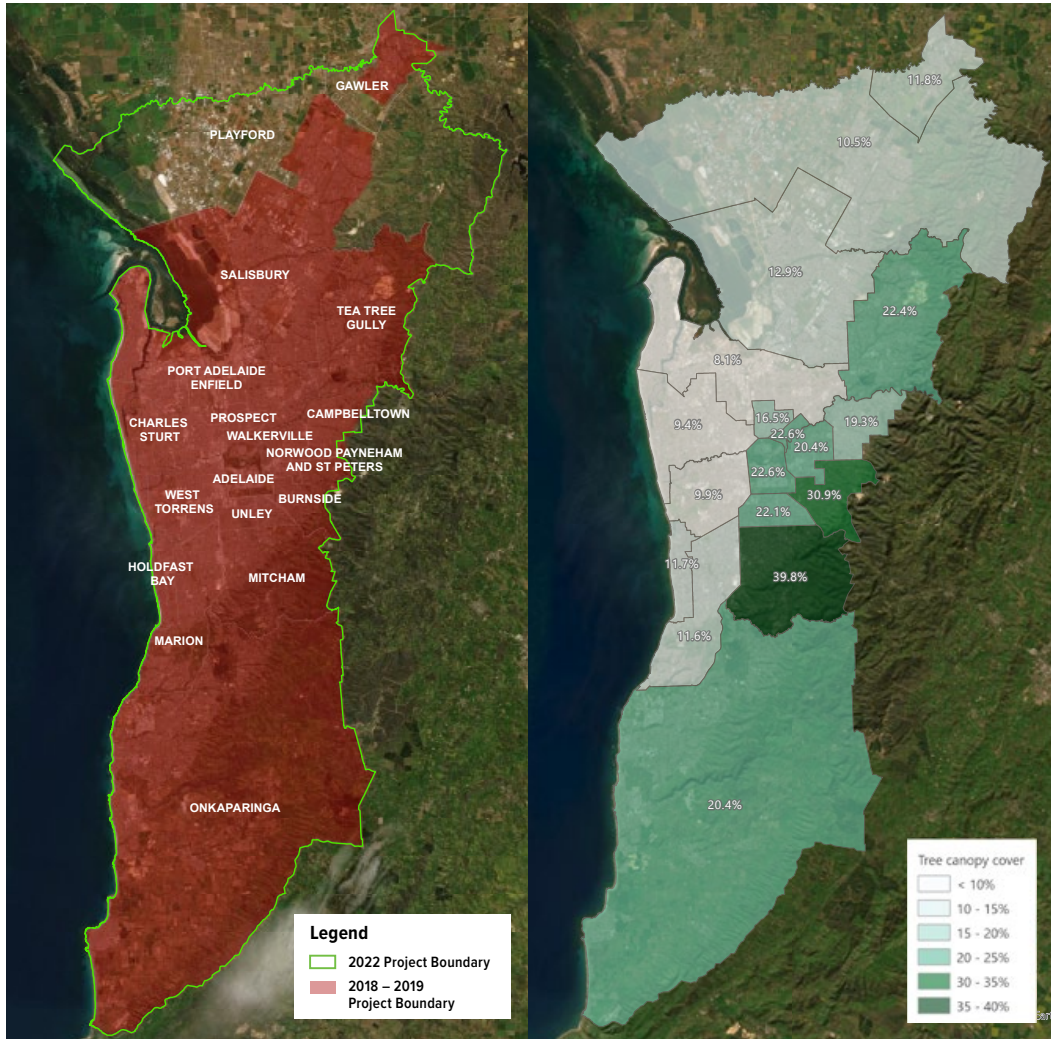 GAWLER
PLAYFORD
SALISBURY
TEA TREE
GULLY
PORT ADELAIDE
ENFIELD
CHARLES
STURT
PROSPECT
CAMPBELLTOWN
WALKERVILLE
NORWOOD PAYNEHAM
AND ST PETERS
ADELAIDE
WEST
TORRENS
BURNSIDE
UNLEY
HOLDFAST
BAY
MITCHAM
MARION
ONKAPARINGA
Legend
2022 Project Boundary
2018 – 2019
Project Boundary
11.8%
10.5%
12.9%
22.4%
8.1%
9.4%
16.5%
22.6%
20.4%
19.3%
22.6%
9.9%
30.9%
22.1%
11.7%
39.8%
11.6%
20.4%
Tree canopy cover
< 10%
10 - 15%
15 - 20%
20 - 25%
30 - 35%
35 - 40%